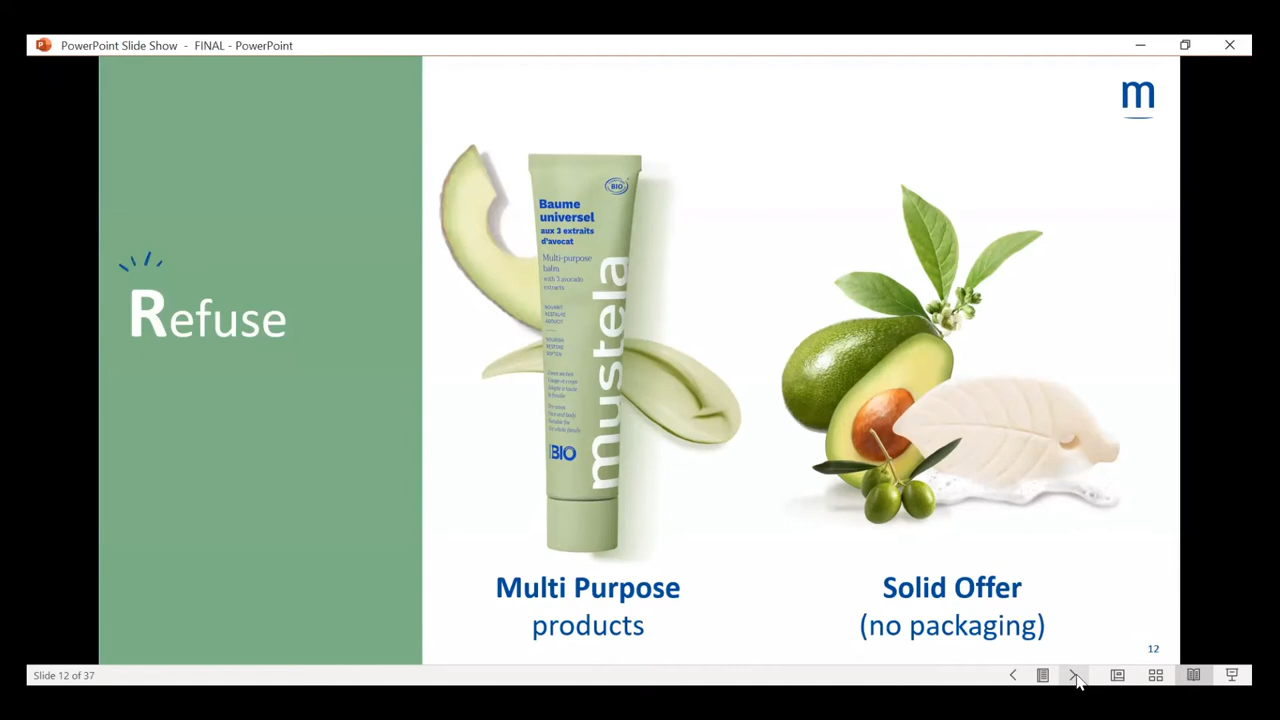 PowerPoint Slide Show - FINAL - PowerPoint
m
Refuse
BIO
Baume
universel
aux 3 extraits
d'avocat
Multi-purpose
balm
with 3 avocado
extracts
mustela
BIO
Multi Purpose
products
Solid Offer
(no packaging)
12
Slide 12 of 37